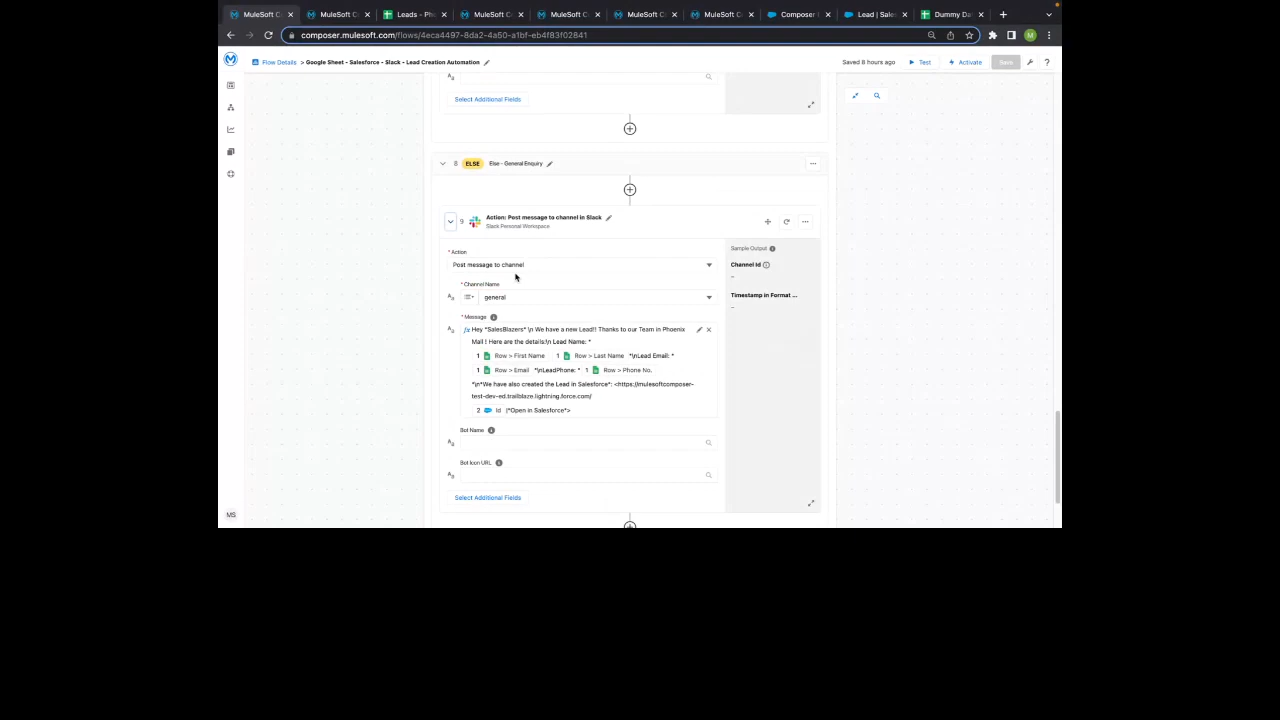 MuleSoft C
MuleSoft C
Leads - Pho
MuleSoft C
MuleSoft C
MuleSoft C
MuleSoft C
Composer
Lead | Sales
Dummy Da
composer.mulesoft.com/flows/4eca4497-8da2-4a50-a1bf-eb4f83f02841
M
Flow Details > Google Sheet - Salesforce - Slack - Lead Creation Automation
Saved 8 hours ago
Test
Activate
Save
Select Additional Fields
8 ELSE Else - General Enquiry
9 Action: Post message to channel in Slack
Slack Personal Workspace
* Action
Post message to channel
* Channel Name
general
* Message
Hey *SalesBlazers* \n We have a new Lead!! Thanks to our Team in Phoenix
Mall ! Here are the details:\n Lead Name: *
1 Row > First Name 1 Row > Last Name *\nLead Email: *
1 Row > Email *\nLeadPhone: * 1 Row > Phone No.
*\n*We have also created the Lead in Salesforce*: <https://mulesoftcomposer-
test-dev-ed.trailblaze.lightning.force.com/
2 Id |*Open in Salesforce*>
Bot Name
Bot Icon URL
Select Additional Fields
Sample Output
Channel Id
--
Timestamp in Format ...
--
MS